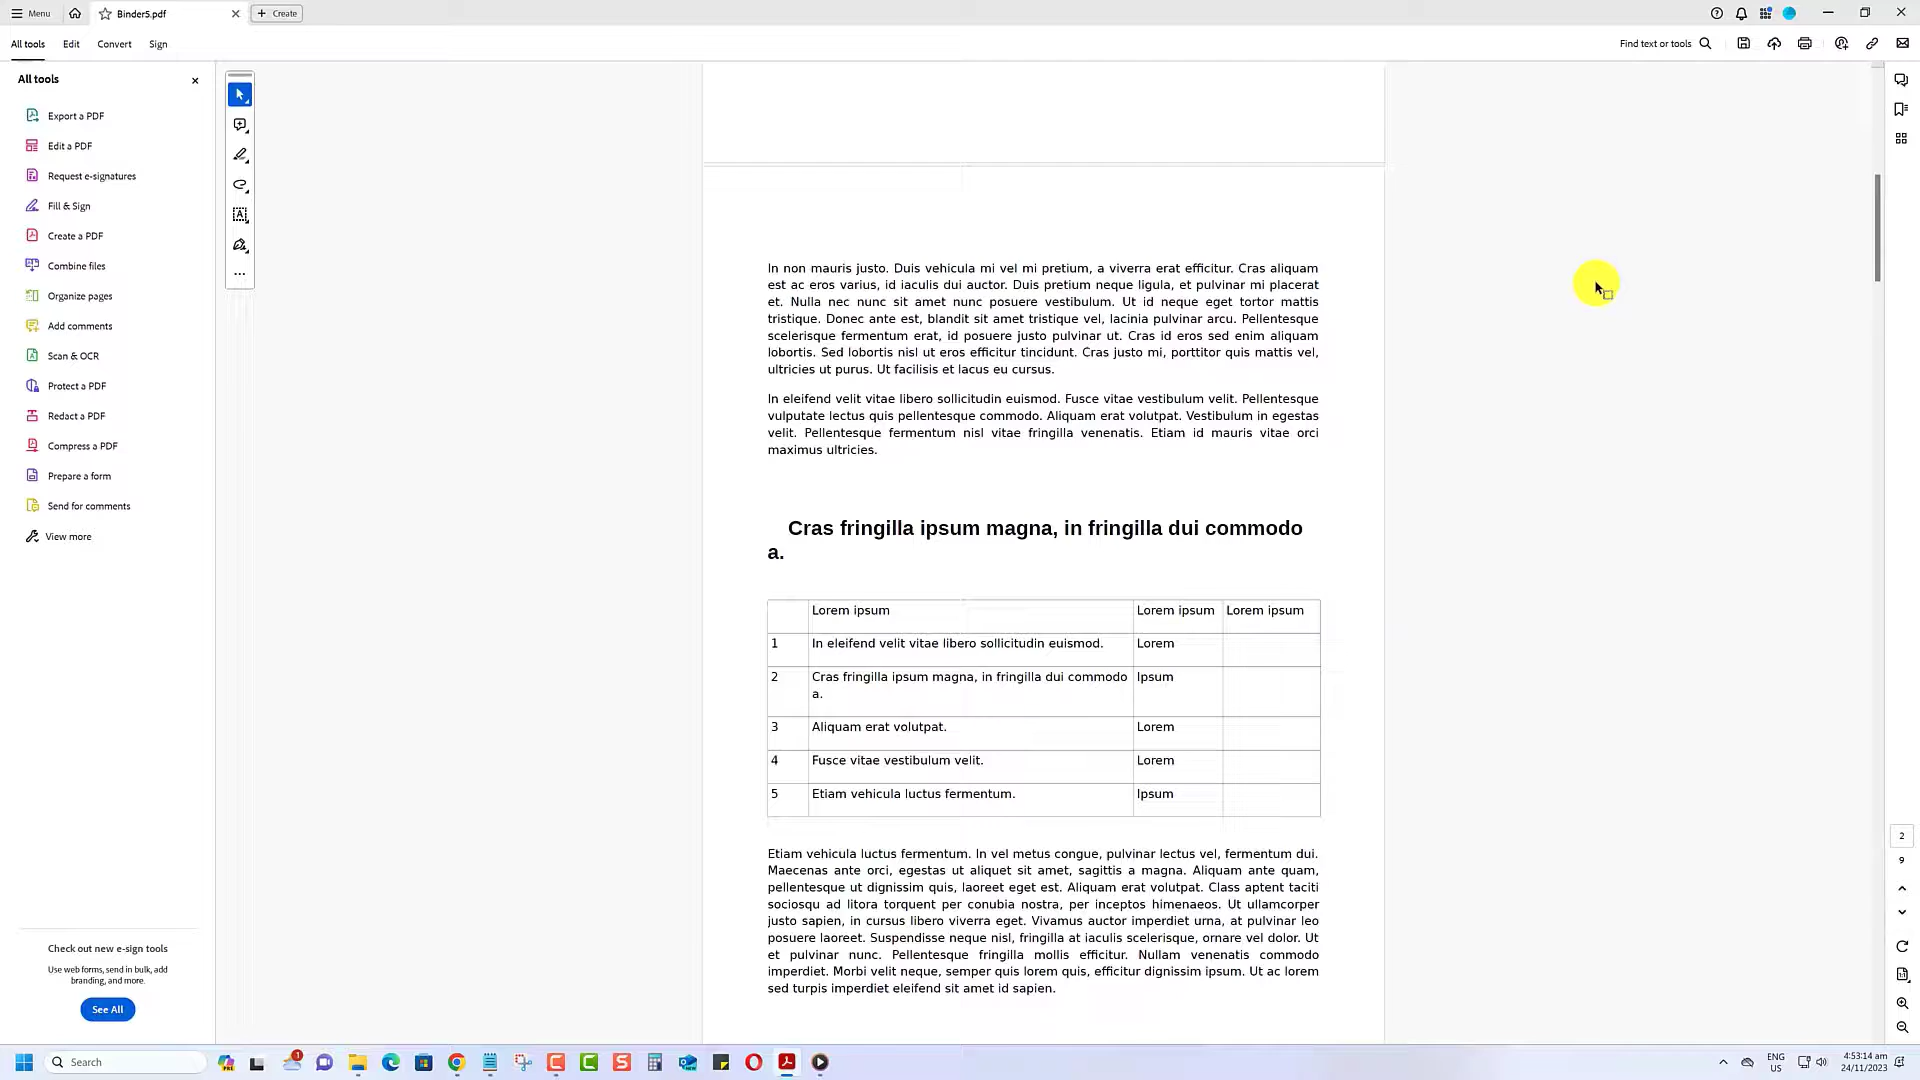 Menu
Binder5.pdf
Create
All tools
Edit
Convert
Sign
Find text or tools
All tools
Export a PDF
Edit a PDF
Request e-signatures
Fill & Sign
Create a PDF
Combine files
Organize pages
Add comments
Scan & OCR
Protect a PDF
Redact a PDF
Compress a PDF
Prepare a form
Send for comments
View more
Check out new e-sign tools
Use web forms, send in bulk, add
branding, and more.
See All
In non mauris justo. Duis vehicula mi vel mi pretium, a viverra erat efficitur. Cras aliquam
est ac eros varius, id iaculis dui auctor. Duis pretium neque ligula, et pulvinar mi placerat
et. Nulla nec nunc sit amet nunc posuere vestibulum. Ut id neque eget tortor mattis
tristique. Donec ante est, blandit sit amet tristique vel, lacinia pulvinar arcu. Pellentesque
scelerisque fermentum erat, id posuere justo pulvinar ut. Cras id eros sed enim aliquam
lobortis. Sed lobortis nisl ut eros efficitur tincidunt. Cras justo mi, porttitor quis mattis vel,
ultricies ut purus. Ut facilisis et lacus eu cursus.
In eleifend velit vitae libero sollicitudin euismod. Fusce vitae vestibulum velit. Pellentesque
vulputate lectus quis pellentesque commodo. Aliquam erat volutpat. Vestibulum in egestas
velit. Pellentesque fermentum nisl vitae fringilla venenatis. Etiam id mauris vitae orci
maximus ultricies.
Cras fringilla ipsum magna, in fringilla dui commodo
a.
Lorem ipsum Lorem ipsum Lorem ipsum
1 In eleifend velit vitae libero sollicitudin euismod. Lorem
2 Cras fringilla ipsum magna, in fringilla dui commodo Ipsum
a.
3 Aliquam erat volutpat. Lorem
4 Fusce vitae vestibulum velit. Lorem
5 Etiam vehicula luctus fermentum. Ipsum
Etiam vehicula luctus fermentum. In vel metus congue, pulvinar lectus vel, fermentum dui.
Maecenas ante orci, egestas ut aliquet sit amet, sagittis a magna. Aliquam ante quam,
pellentesque ut dignissim quis, laoreet eget est. Aliquam erat volutpat. Class aptent taciti
sociosqu ad litora torquent per conubia nostra, per inceptos himenaeos. Ut ullamcorper
justo sapien, in cursus libero viverra eget. Vivamus auctor imperdiet urna, at pulvinar leo
posuere laoreet. Suspendisse neque nisl, fringilla at iaculis scelerisque, ornare vel dolor. Ut
et pulvinar nunc. Pellentesque fringilla mollis efficitur. Nullam venenatis commodo
imperdiet. Morbi velit neque, semper quis lorem quis, efficitur dignissim ipsum. Ut ac lorem
sed turpis imperdiet eleifend sit amet id sapien.
2
9
Search
1
ENG
US
4:53:14 am
24/11/2023